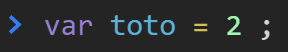 > var toto = 2 ;